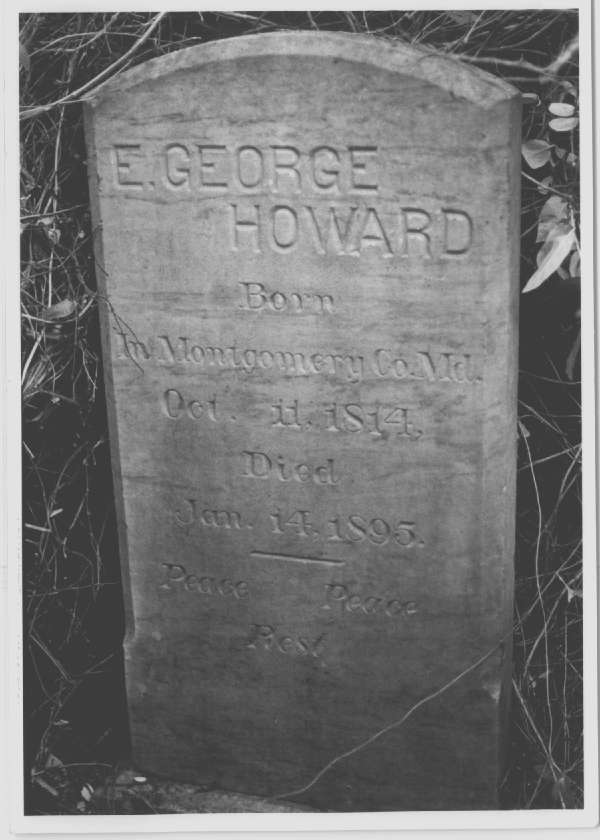 E. GEORGE
HOWARD
Born
In Montgomery Co. Md.
Oct. 11, 1814,
Died
Jan. 14, 1895.
Peace Peace
Rest